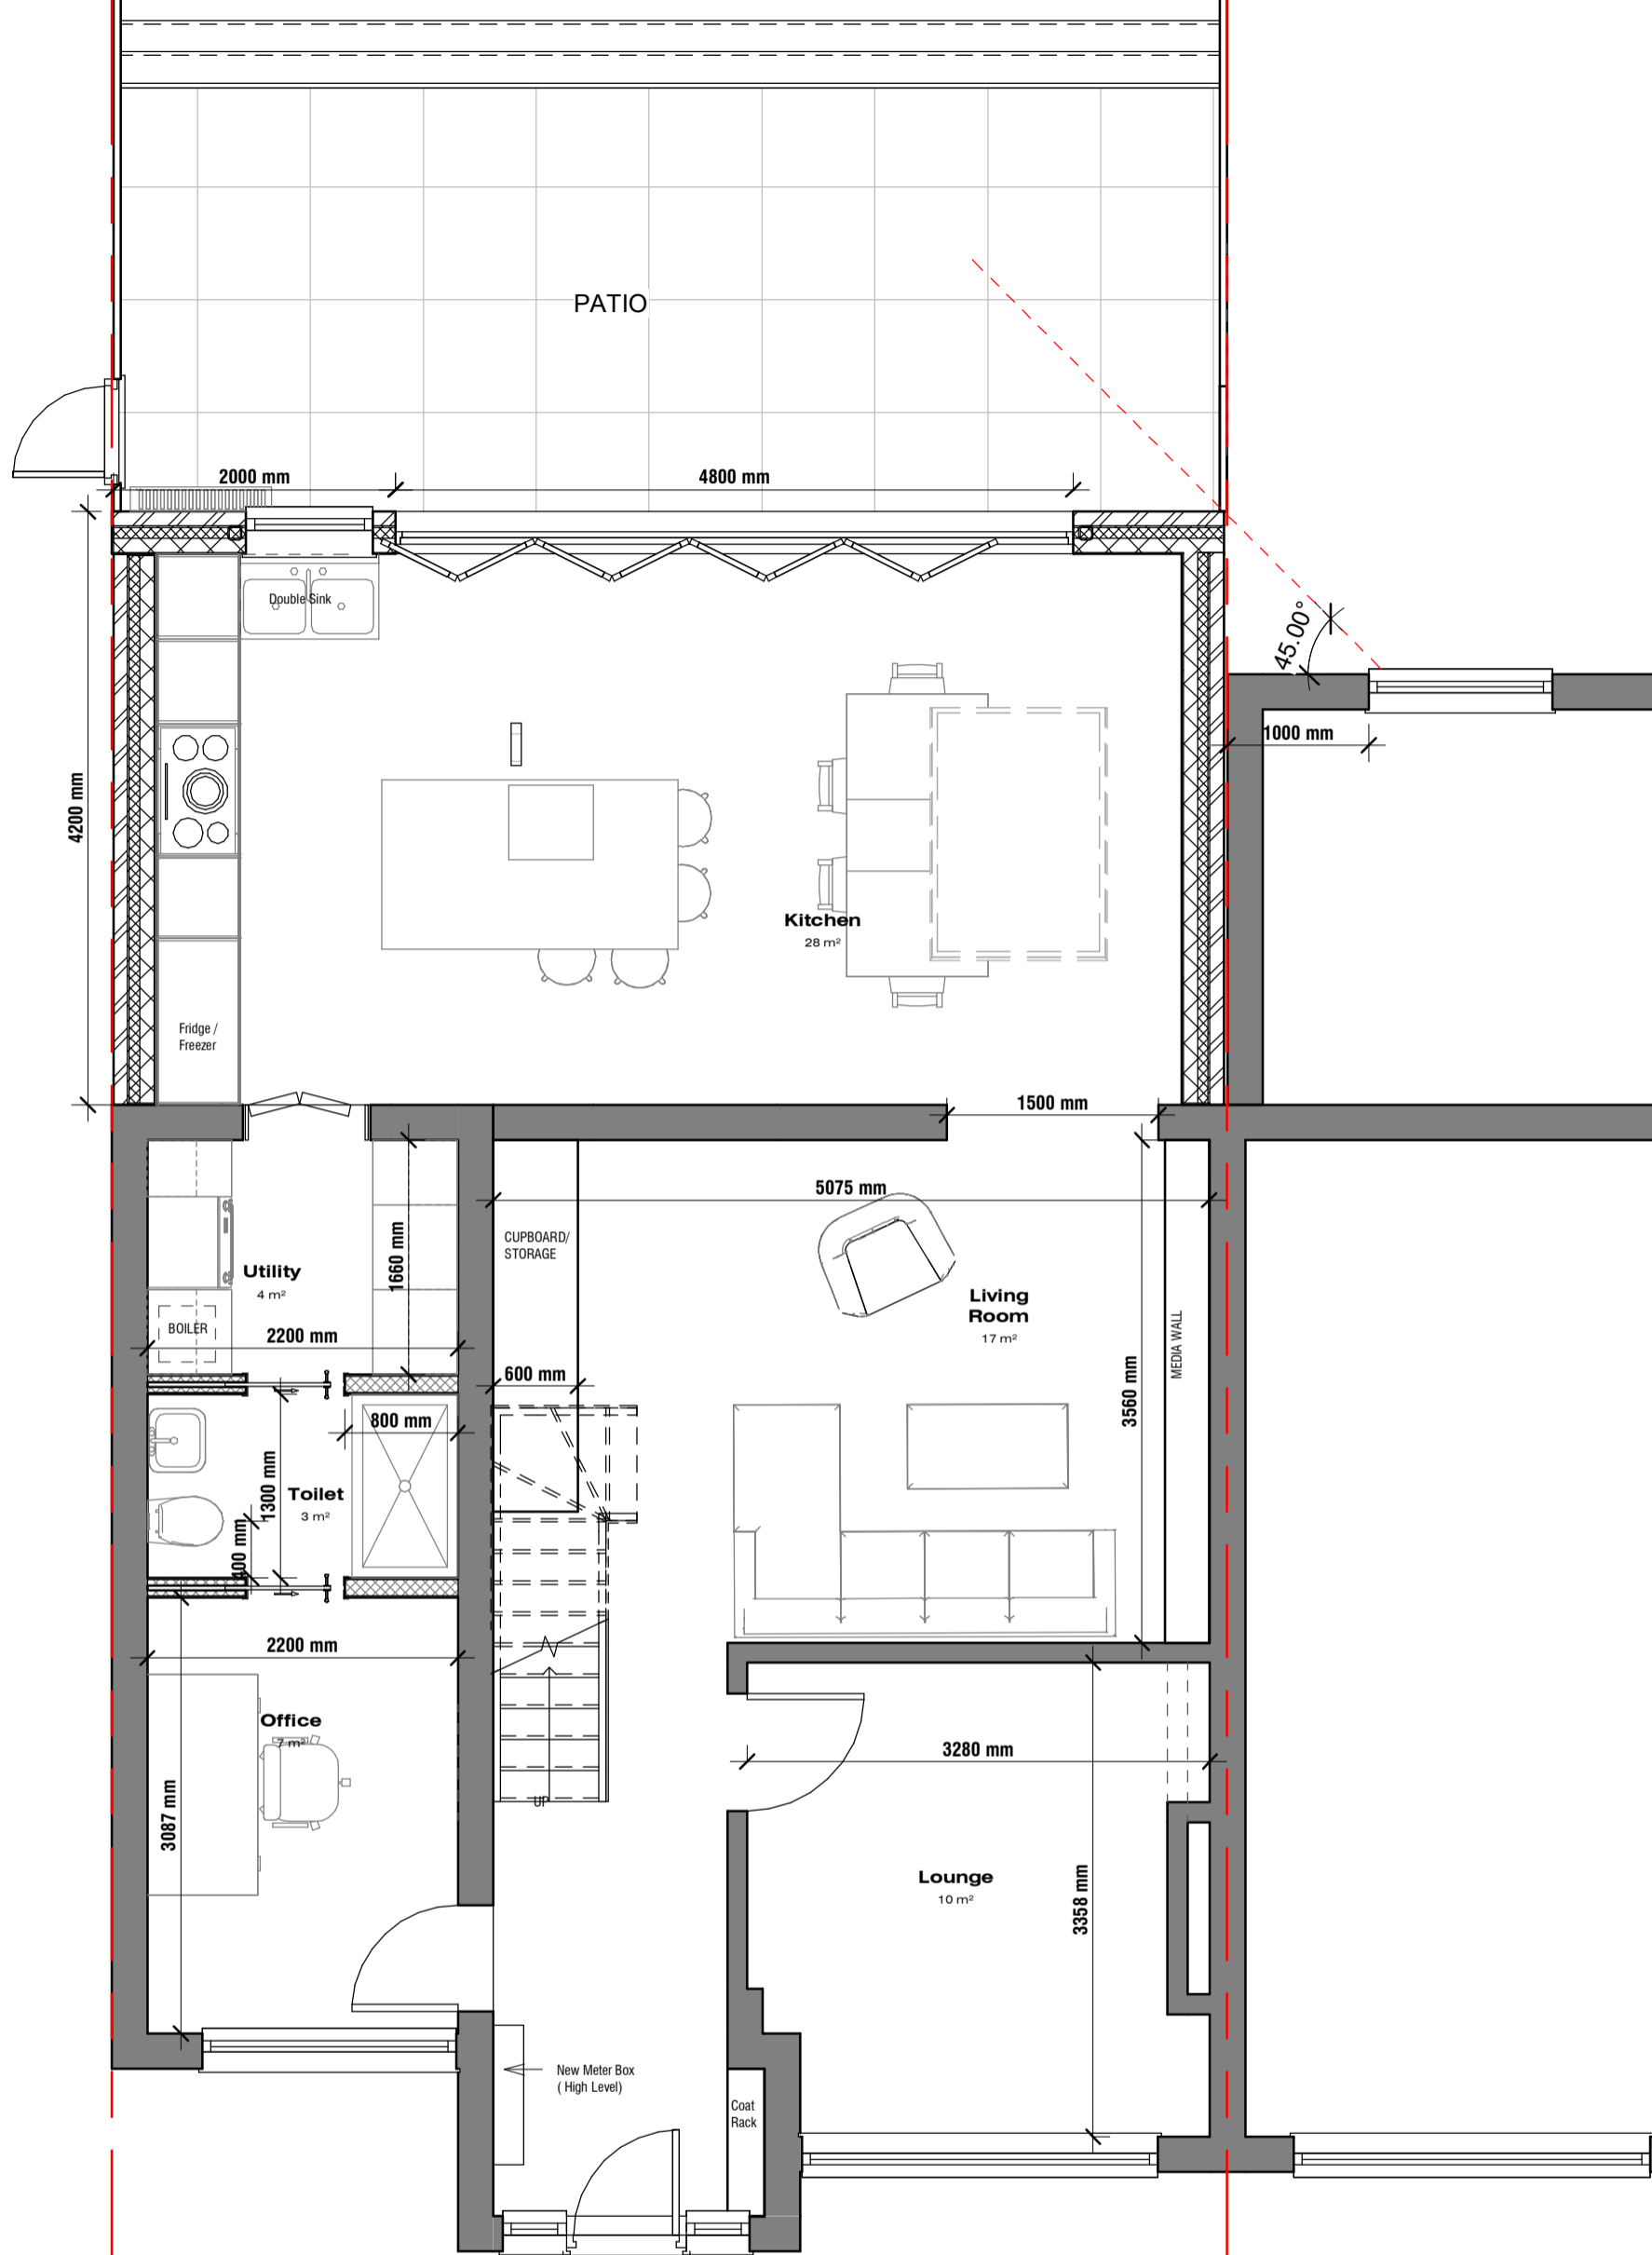 PATIO
2000 mm
4800 mm
Double Sink
45.00°
1000 mm
4200 mm
Kitchen
28 m²
Fridge /
Freezer
1500 mm
5075 mm
CUPBOARD/
STORAGE
1660 mm
Utility
4 m²
Living
Room
17 m²
BOILER
2200 mm
MEDIA WALL
600 mm
3560 mm
800 mm
1300 mm
Toilet
3 m²
400 mm
2200 mm
Office
7 m²
3280 mm
UP
3087 mm
Lounge
10 m²
3358 mm
New Meter Box
( High Level)
Coat
Rack